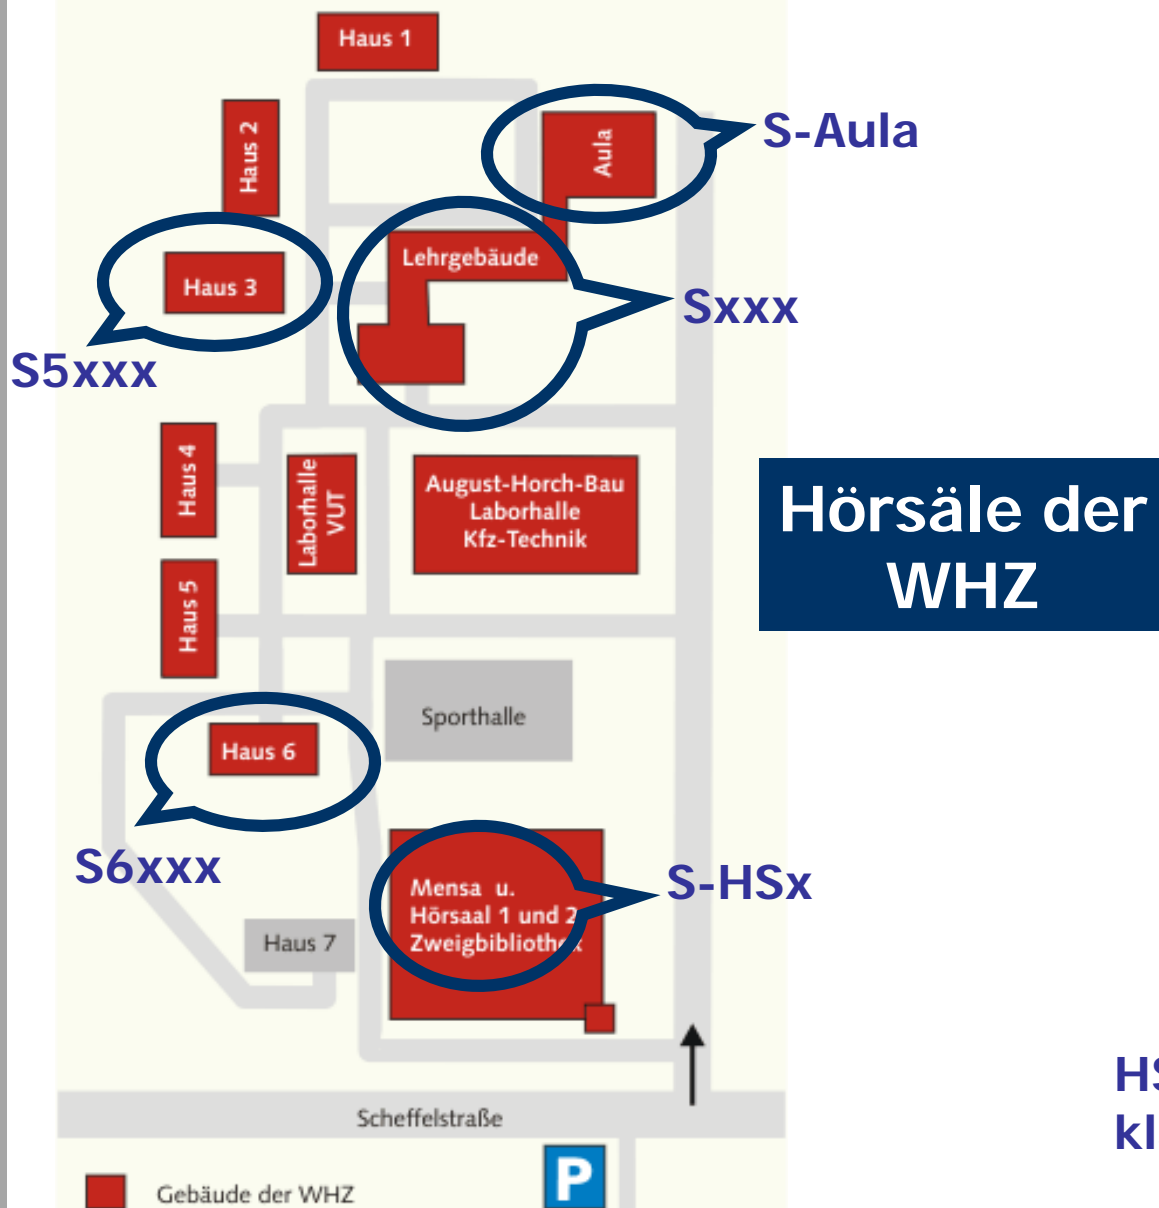 Haus 1
Haus 2
Aula
S-Aula
Lehrgebäude
Haus 3
Sxxx
S5xxx
Haus 4
Laborhalle
VUT
August-Horch-Bau
Laborhalle
Kfz-Technik
Hörsäle der
WHZ
Haus 5
Sporthalle
Haus 6
S6xxx
Mensa u.
Hörsaal 1 und 2
Zweigbibliothek
S-HSx
Haus 7
Scheffelstraße
P
Gebäude der WHZ